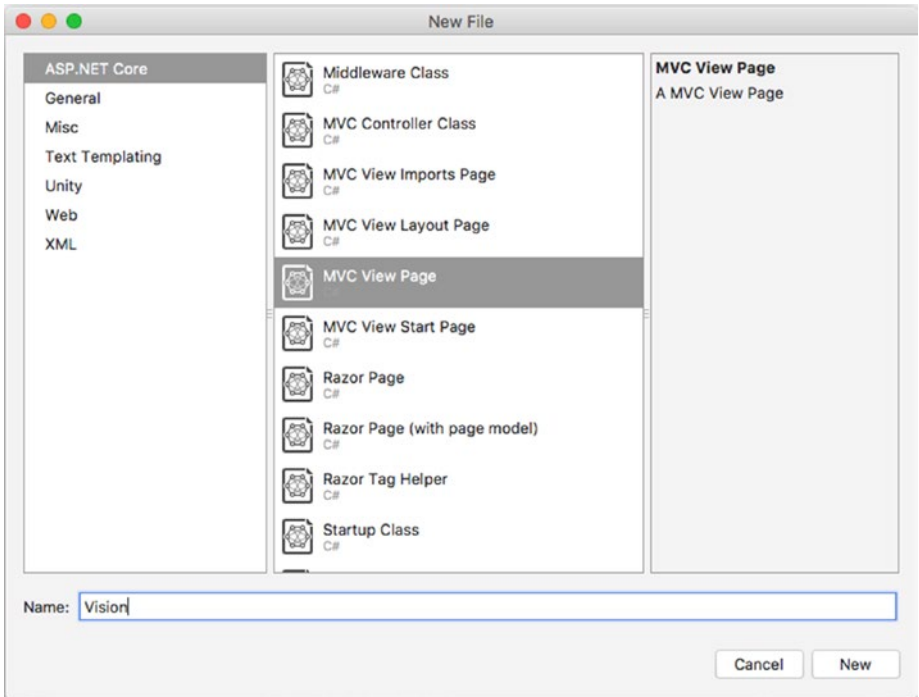 New File
ASP.NET Core
General
Misc
Text Templating
Unity
Web
XML
Middleware Class
C#
MVC Controller Class
C#
MVC View Imports Page
C#
MVC View Layout Page
C#
MVC View Page
C#
MVC View Start Page
C#
Razor Page
C#
Razor Page (with page model)
C#
Razor Tag Helper
C#
Startup Class
C#
MVC View Page
A MVC View Page
Name: Vision
Cancel New